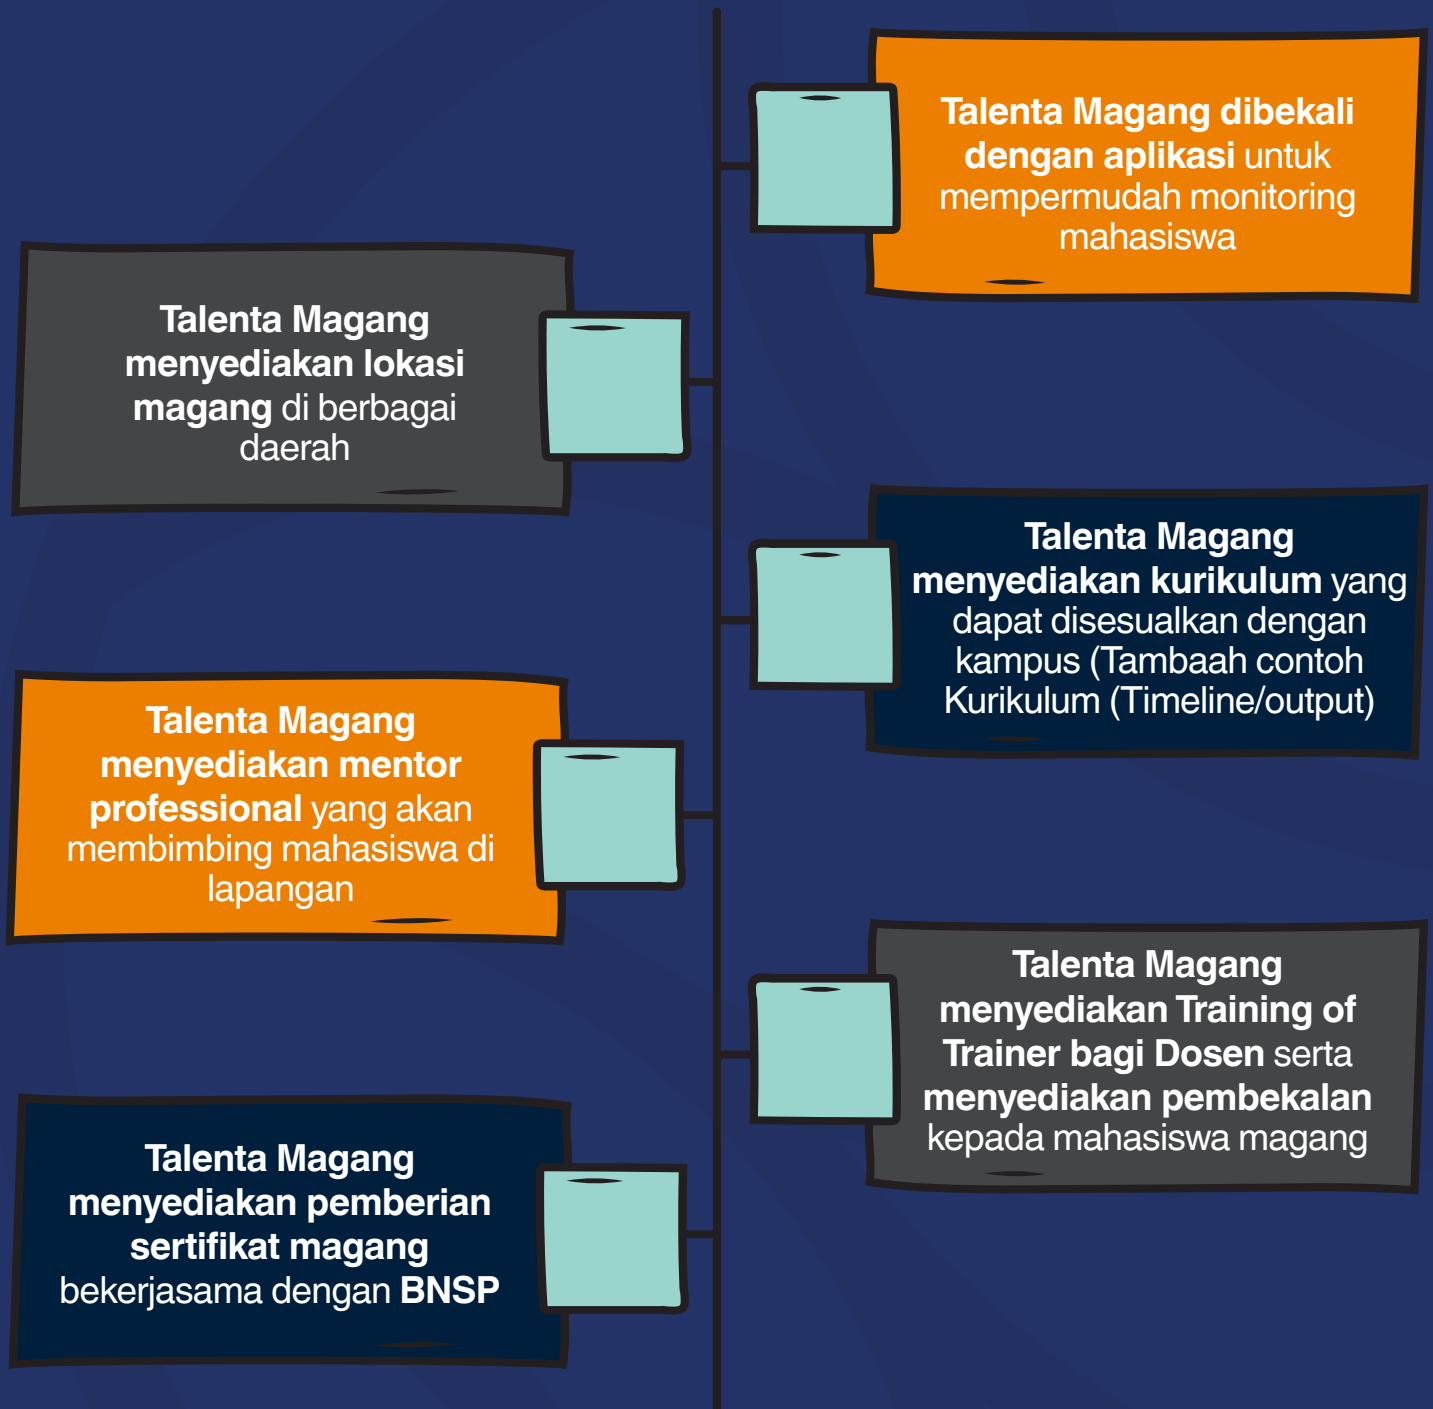 Talenta Magang dibekali
dengan aplikasi untuk
mempermudah monitoring
mahasiswa
Talenta Magang
menyediakan lokasi
magang di berbagai
daerah
Talenta Magang
menyediakan kurikulum yang
dapat disesualkan dengan
kampus (Tambaah contoh
Kurikulum (Timeline/output)
Talenta Magang
menyediakan mentor
professional yang akan
membimbing mahasiswa di
lapangan
Talenta Magang
menyediakan Training of
Trainer bagi Dosen serta
menyediakan pembekalan
kepada mahasiswa magang
Talenta Magang
menyediakan pemberian
sertifikat magang
bekerjasama dengan BNSP